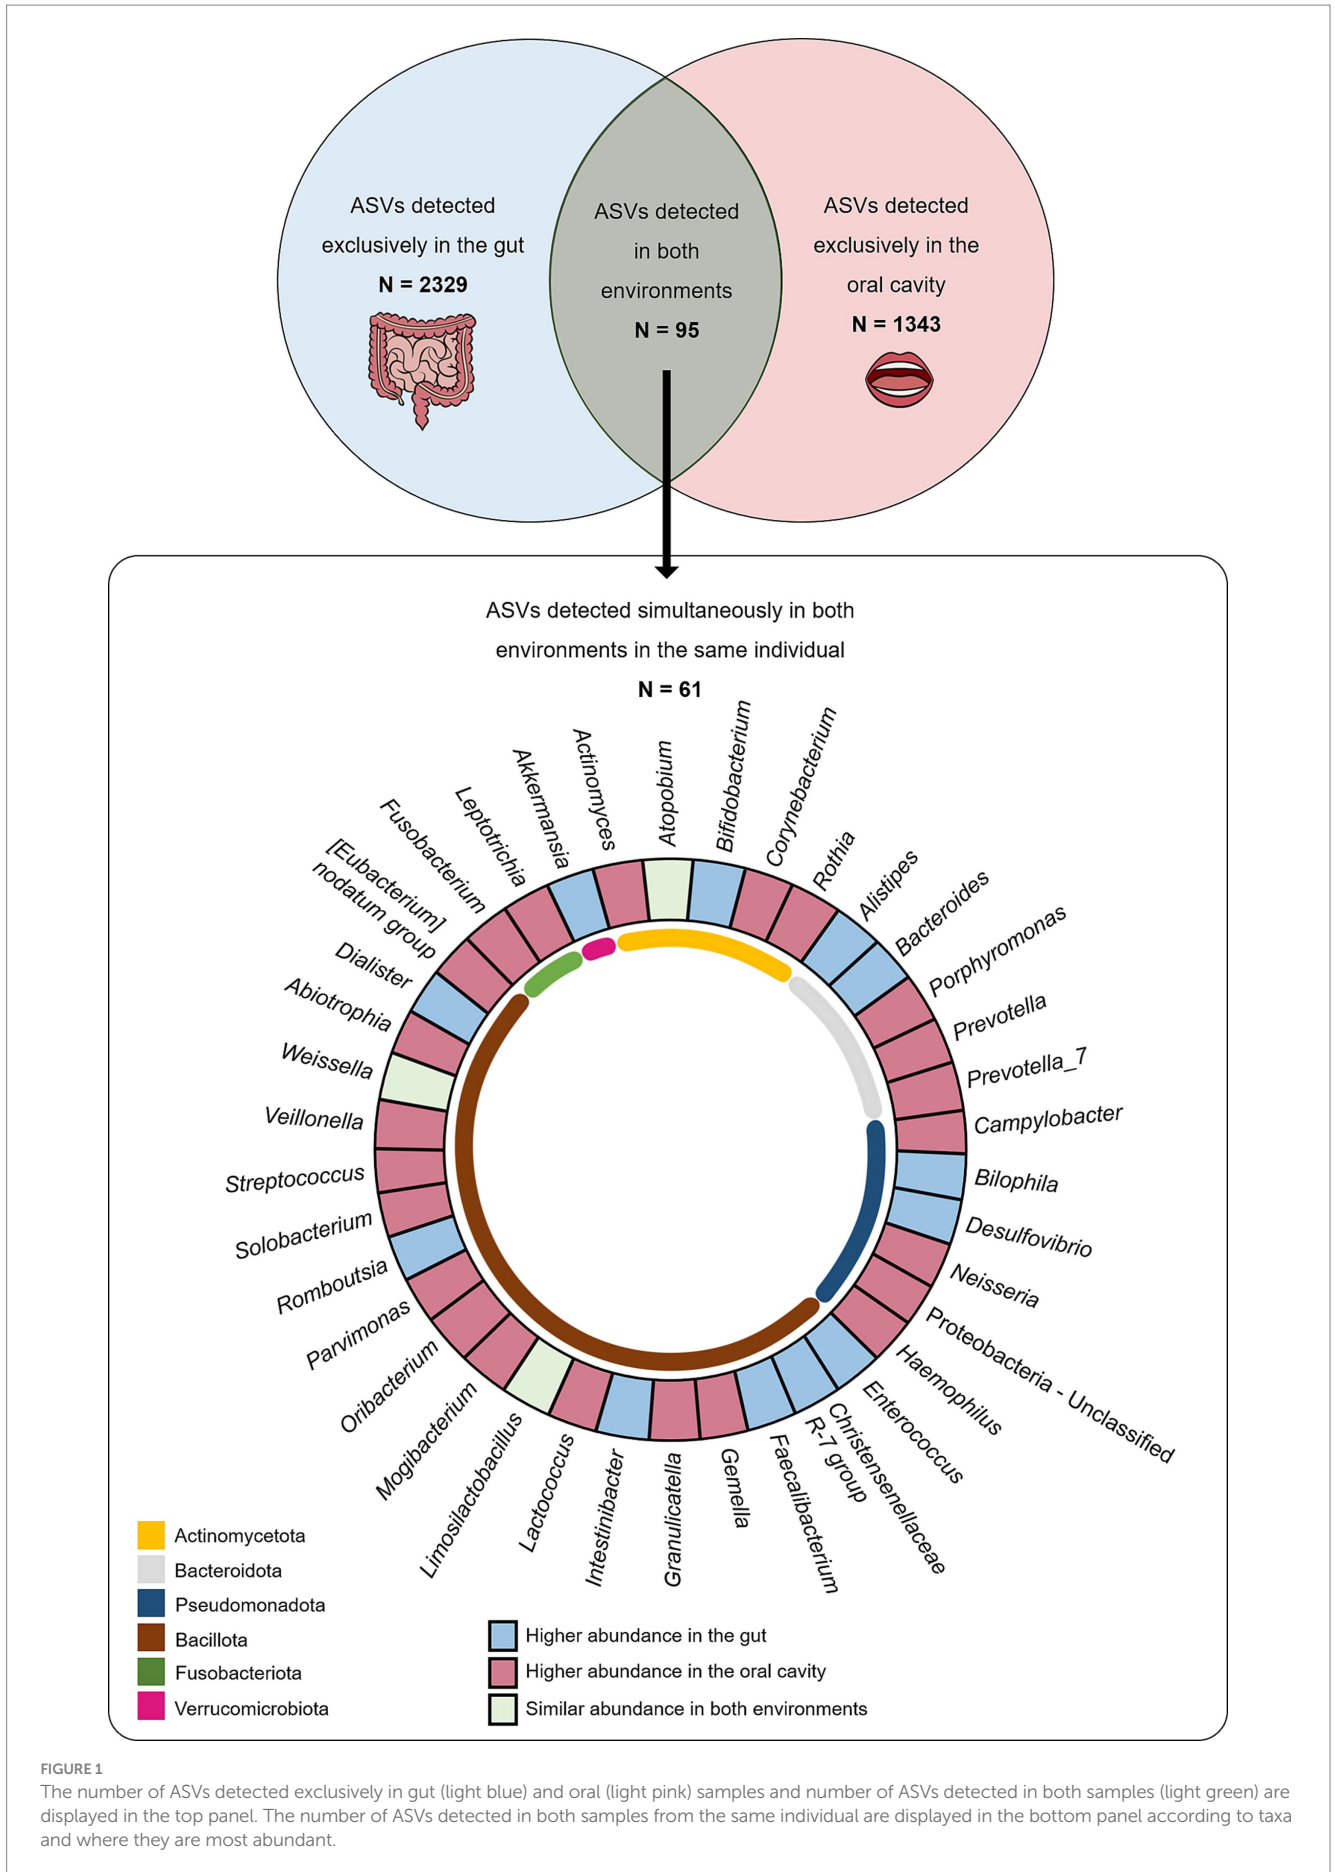 ASVs detected
exclusively in the gut
N = 2329
ASVs detected
in both
environments
N = 95
ASVs detected
exclusively in the
oral cavity
N = 1343
ASVs detected simultaneously in both
environments in the same individual
N = 61
Atopobium
Bifidobacterium
Corynebacterium
Rothia
Alistipes
Bacteroides
Porphyromonas
Prevotella
Prevotella_7
Campylobacter
Bilophila
Desulfovibrio
Neisseria
Proteobacteria - Unclassified
Haemophilus
Enterococcus
Christensenellaceae
R-7 group
Faecalibacterium
Gemella
Granulicatella
Intestinibacter
Lactococcus
Limosilactobacillus
Mogibacterium
Oribacterium
Parvimonas
Romboutsia
Solobacterium
Streptococcus
Veillonella
Weissella
Abiotrophia
Dialister
[Eubacterium]
nodatum group
Fusobacterium
Leptotrichia
Akkermansia
Actinomyces
Actinomycetota
Bacteroidota
Pseudomonadota
Bacillota
Fusobacteriota
Verrucomicrobiota
Higher abundance in the gut
Higher abundance in the oral cavity
Similar abundance in both environments
FIGURE 1
The number of ASVs detected exclusively in gut (light blue) and oral (light pink) samples and number of ASVs detected in both samples (light green) are
displayed in the top panel. The number of ASVs detected in both samples from the same individual are displayed in the bottom panel according to taxa
and where they are most abundant.